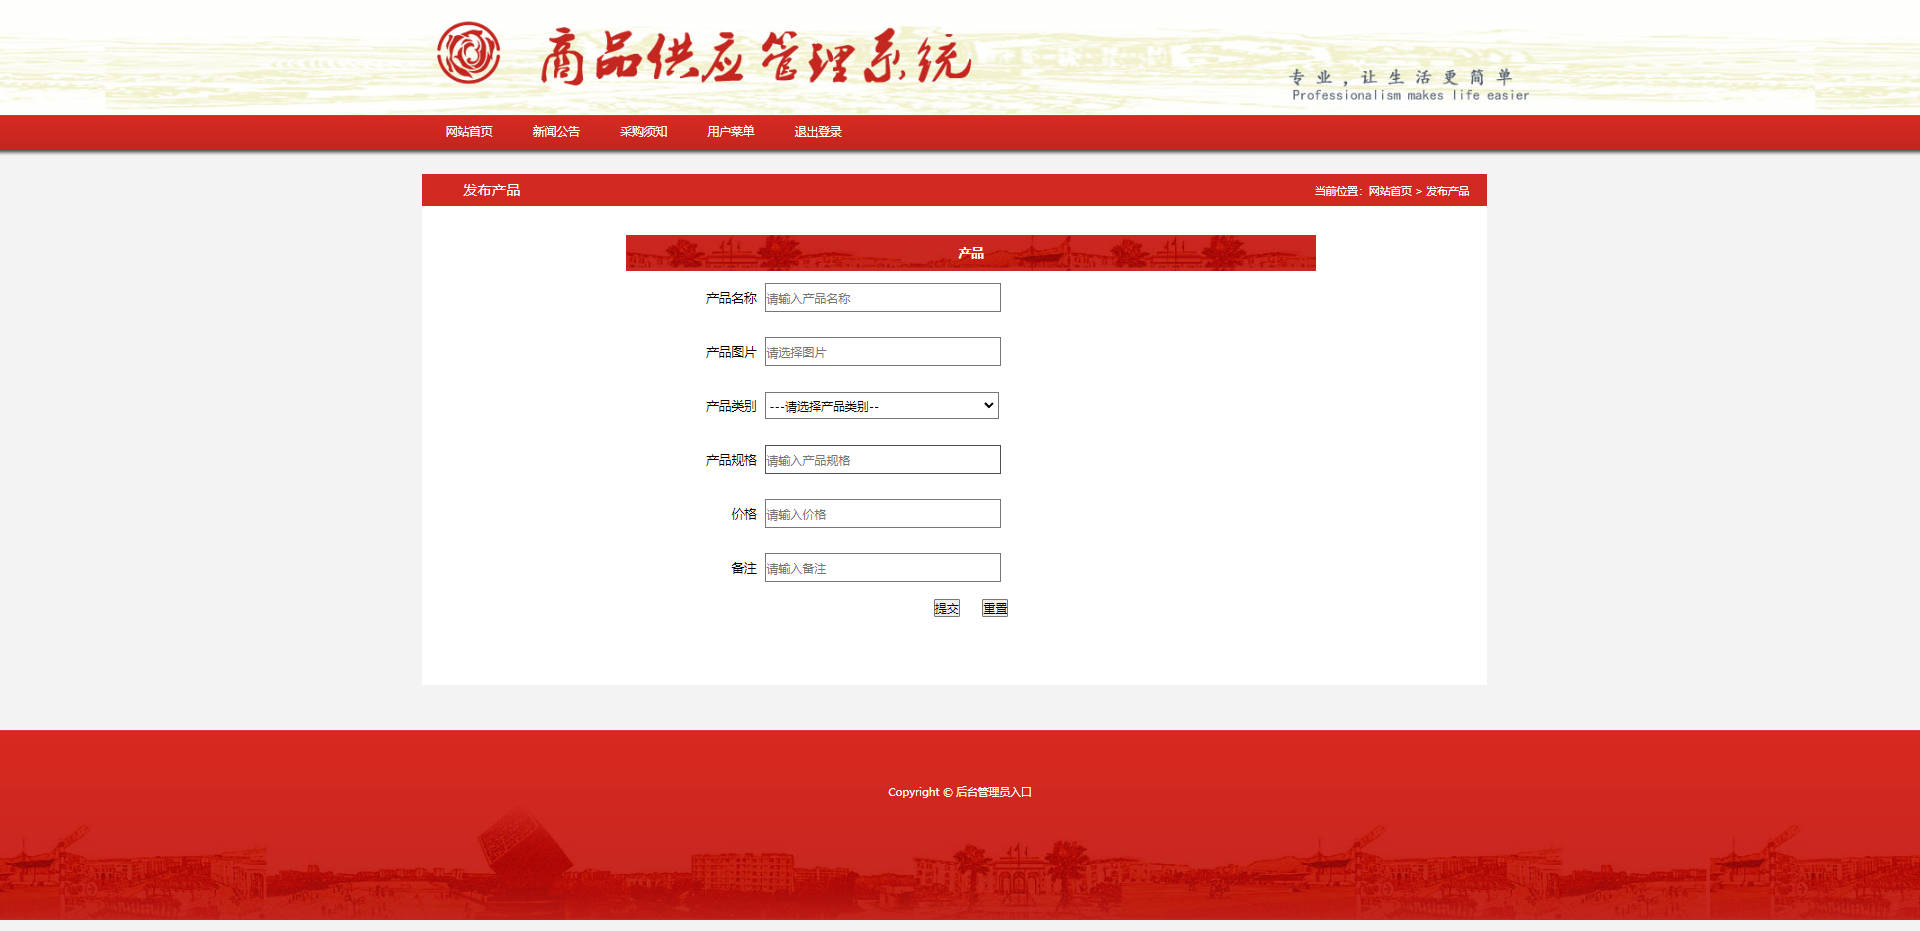 商品供应管理系统
专业，让生活更简单
Professionalism makes life easier
网站首页 新闻公告 采购须知 用户菜单 退出登录
发布产品 当前位置：网站首页 > 发布产品
产品
产品名称 请输入产品名称
产品图片 请选择图片
产品类别 ---请选择产品类别--
产品规格 请输入产品规格
价格 请输入价格
备注 请输入备注
提交 重置
Copyright © 后台管理员入口